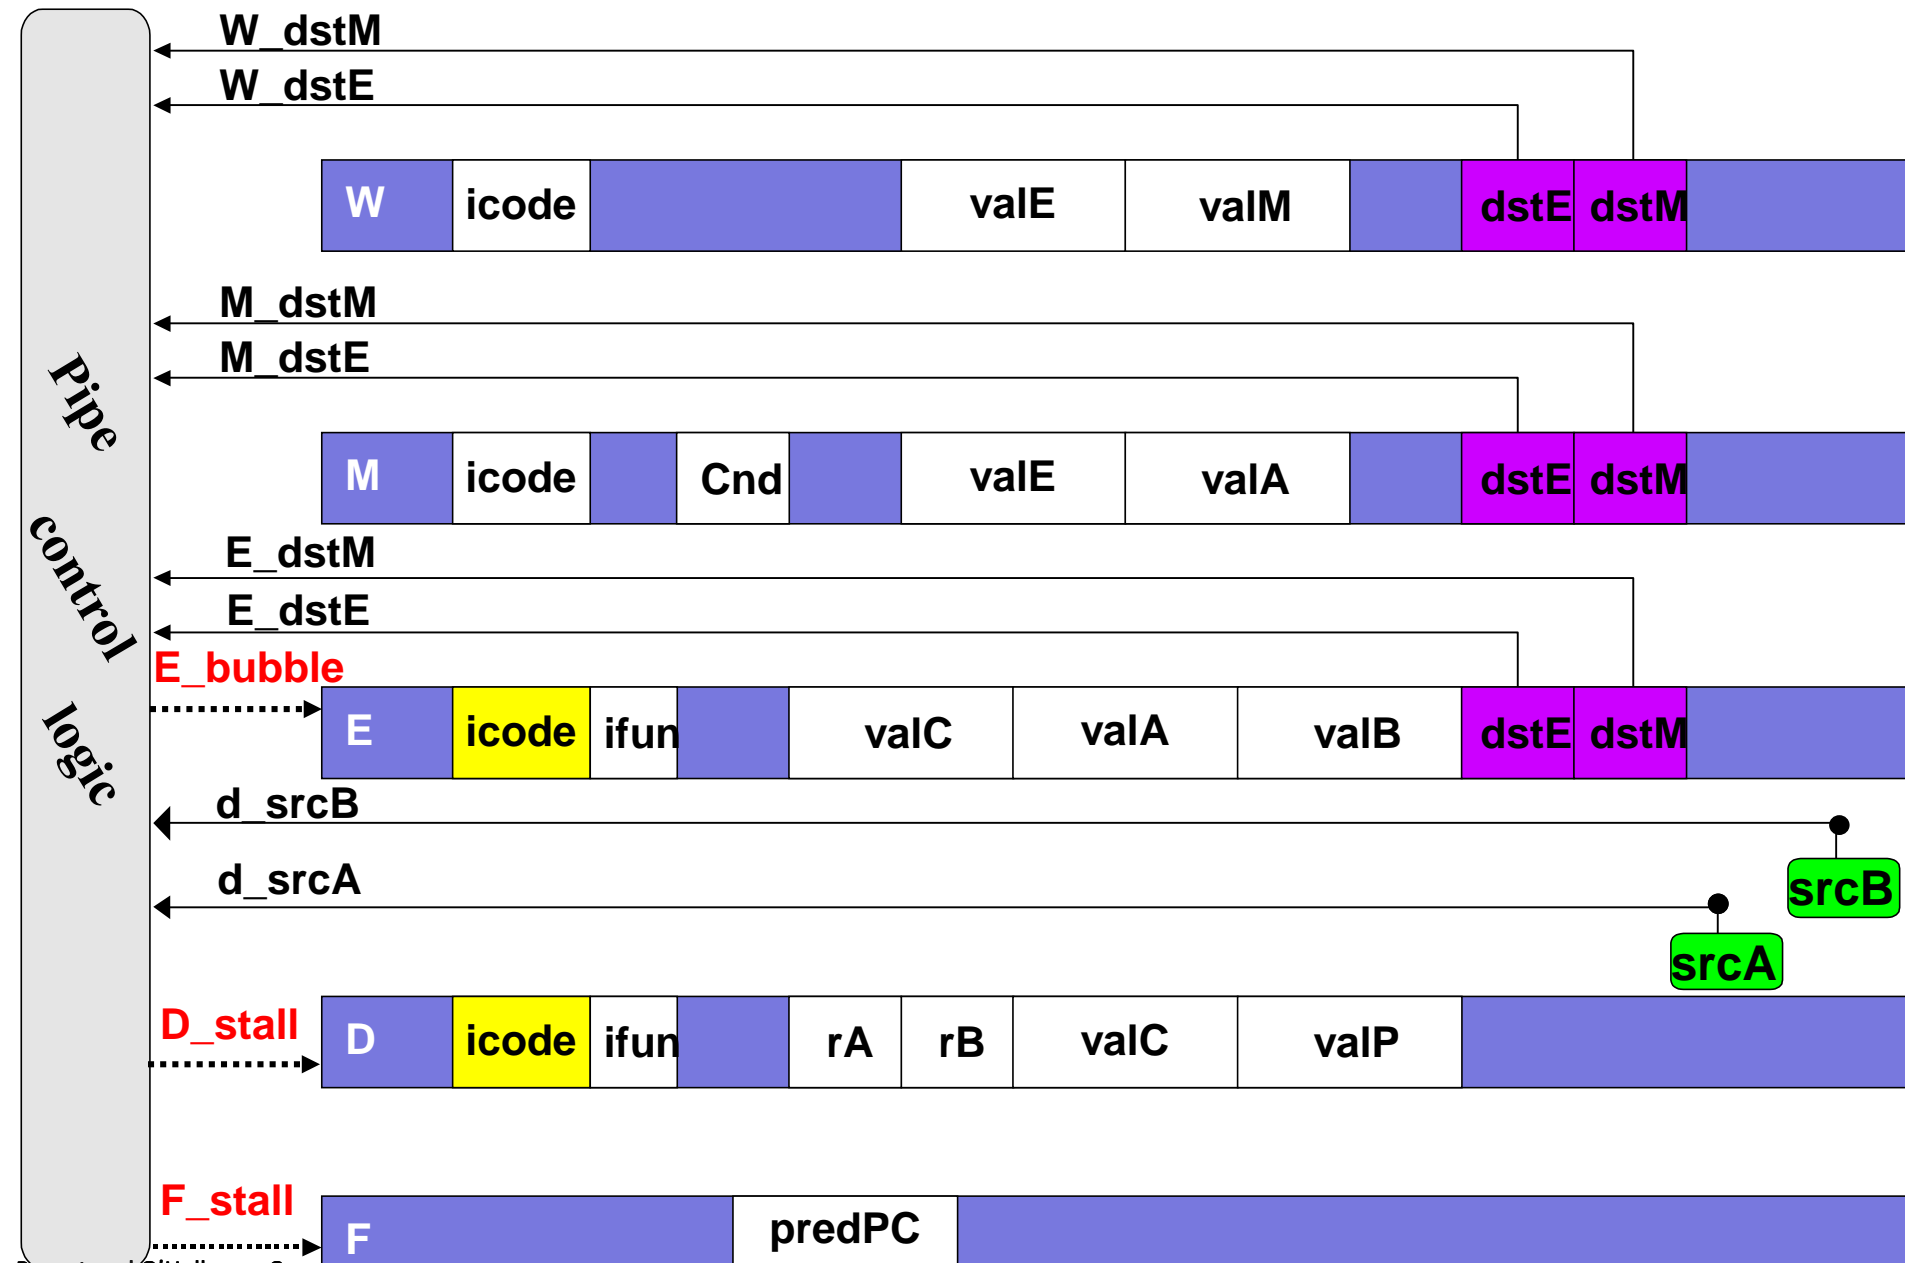 W_dstM
W_dstE
W icode valE valM dstE dstM
M_dstM
M_dstE
Pipe
M icode Cnd valE valA dstE dstM
control
E_dstM
E_dstE
E_bubble
E icode ifun valC valA valB dstE dstM
logic
d_srcB
d_srcA
srcB
srcA
D_stall
D icode ifun rA rB valC valP
F_stall
F predPC